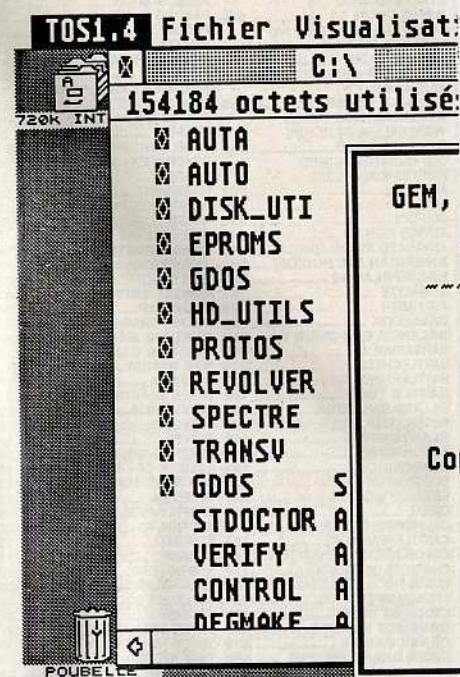 TOS1.4 Fichier Visualisat
C:\
154184 octets utilisé
A
720K INT
AUTA
AUTO
DISK_UTI
EPROMS
GDOS
HD_UTILS
PROTOS
REVOLVER
SPECTRE
TRANSV
GDOS S
STDOCTOR A
VERIFY A
CONTROL A
DEGMAKE A
GEM,
Co
POUBELLE